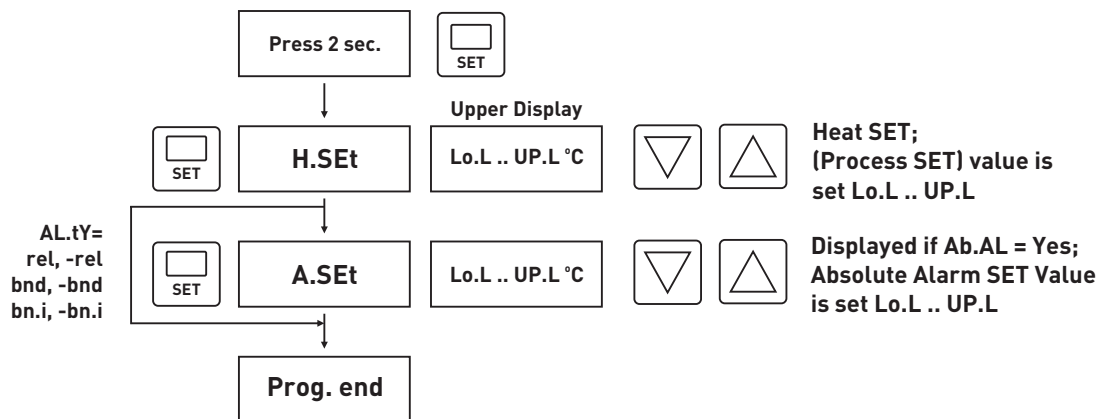 Press 2 sec.
SET
Upper Display
SET
H.SEt
Lo.L .. UP.L °C
Heat SET;
(Process SET) value is
set Lo.L .. UP.L
AL.tY=
rel, -rel
bnd, -bnd
bn.i, -bn.i
SET
A.SEt
Lo.L .. UP.L °C
Displayed if Ab.AL = Yes;
Absolute Alarm SET Value
is set Lo.L .. UP.L
Prog. end